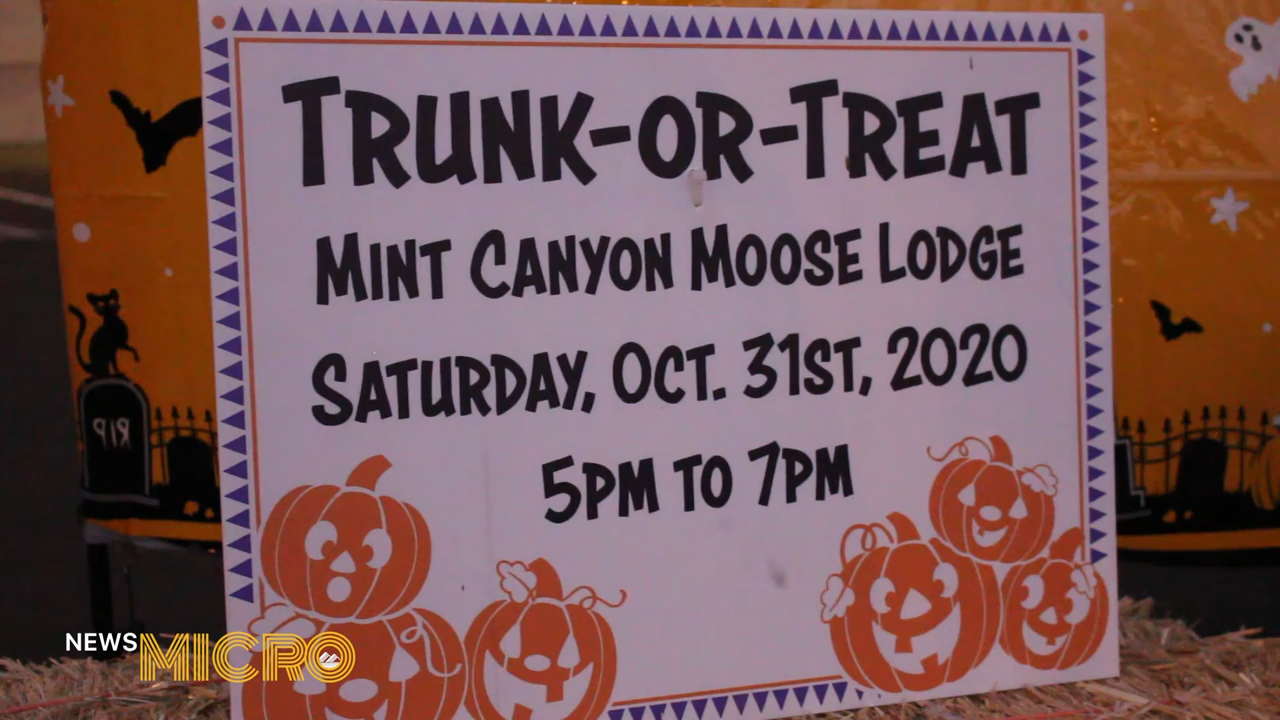 TRUNK-OR-TREAT
MINT CANYON MOOSE LODGE
SATURDAY, OCT. 31ST, 2020
5PM TO 7PM
RIP
NEWS MICRO